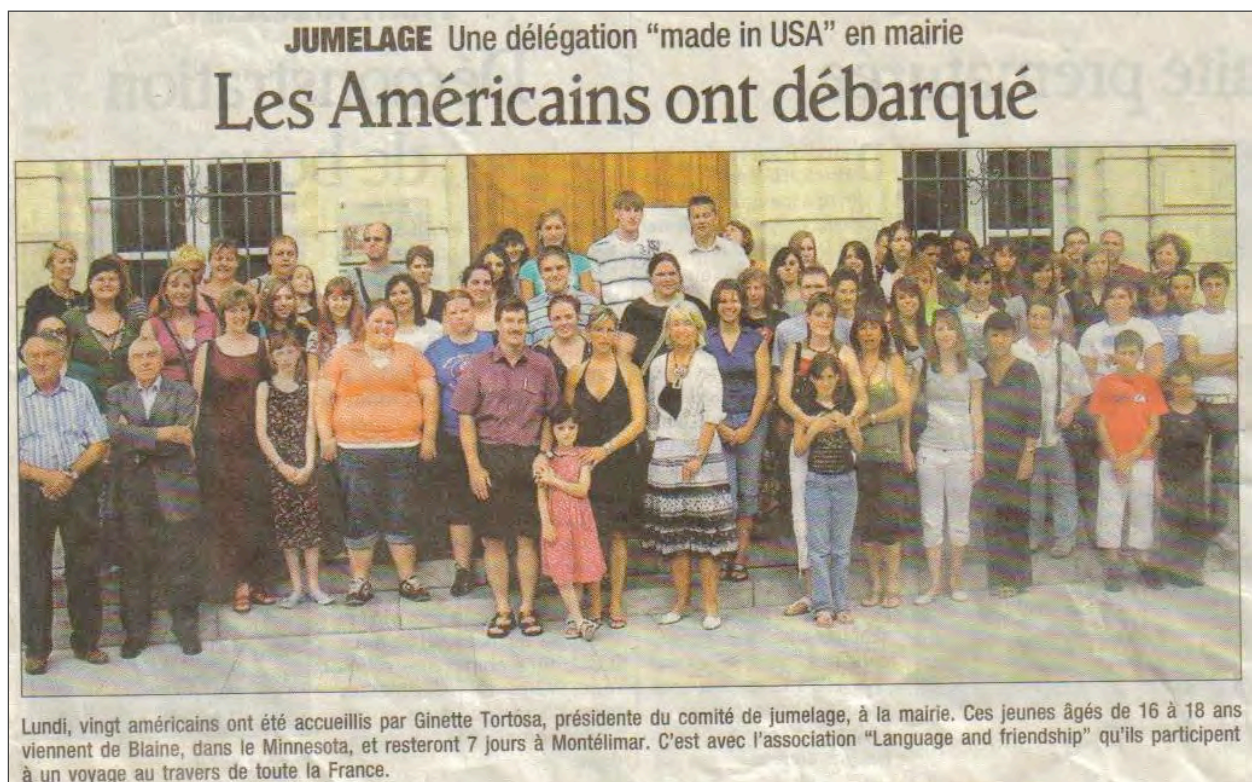 JUMELAGE Une délégation “made in USA” en mairie
Les Américains ont débarqué
Lundi, vingt américains ont été accueillis par Ginette Tortosa, présidente du comité de jumelage, à la mairie. Ces jeunes âgés de 16 à 18 ans
viennent de Blaine, dans le Minnesota, et resteront 7 jours à Montélimar. C’est avec l’association “Language and friendship” qu’ils participent
à un voyage au travers de toute la France.